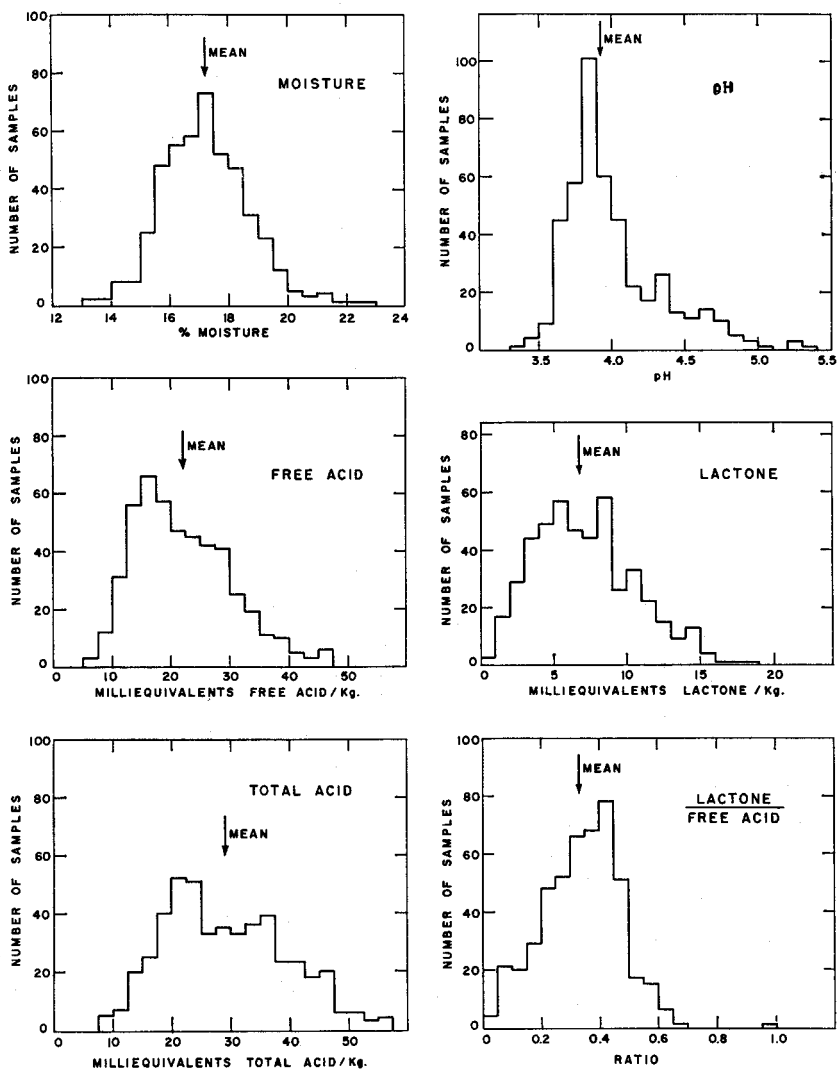 100
80
60
40
20
0
NUMBER OF SAMPLES
MEAN
MOISTURE
12 14 16 18 20 22 24
% MOISTURE
100
80
60
40
20
0
NUMBER OF SAMPLES
MEAN
pH
3.5 4.0 4.5 5.0 5.4
pH
100
80
60
40
20
0
NUMBER OF SAMPLES
MEAN
FREE ACID
0 10 20 30 40 50
MILLIEQUIVALENTS FREE ACID/Kg.
80
60
40
20
0
NUMBER OF SAMPLES
MEAN
LACTONE
0 5 10 15 20
MILLIEQUIVALENTS LACTONE /Kg.
100
80
60
40
20
0
NUMBER OF SAMPLES
MEAN
TOTAL ACID
0 10 20 30 40 50
MILLIEQUIVALENTS TOTAL ACID/Kg.
100
80
60
40
20
0
NUMBER OF SAMPLES
MEAN
LACTONE
FREE ACID
0 0.2 0.4 0.6 0.8 1.0
RATIO